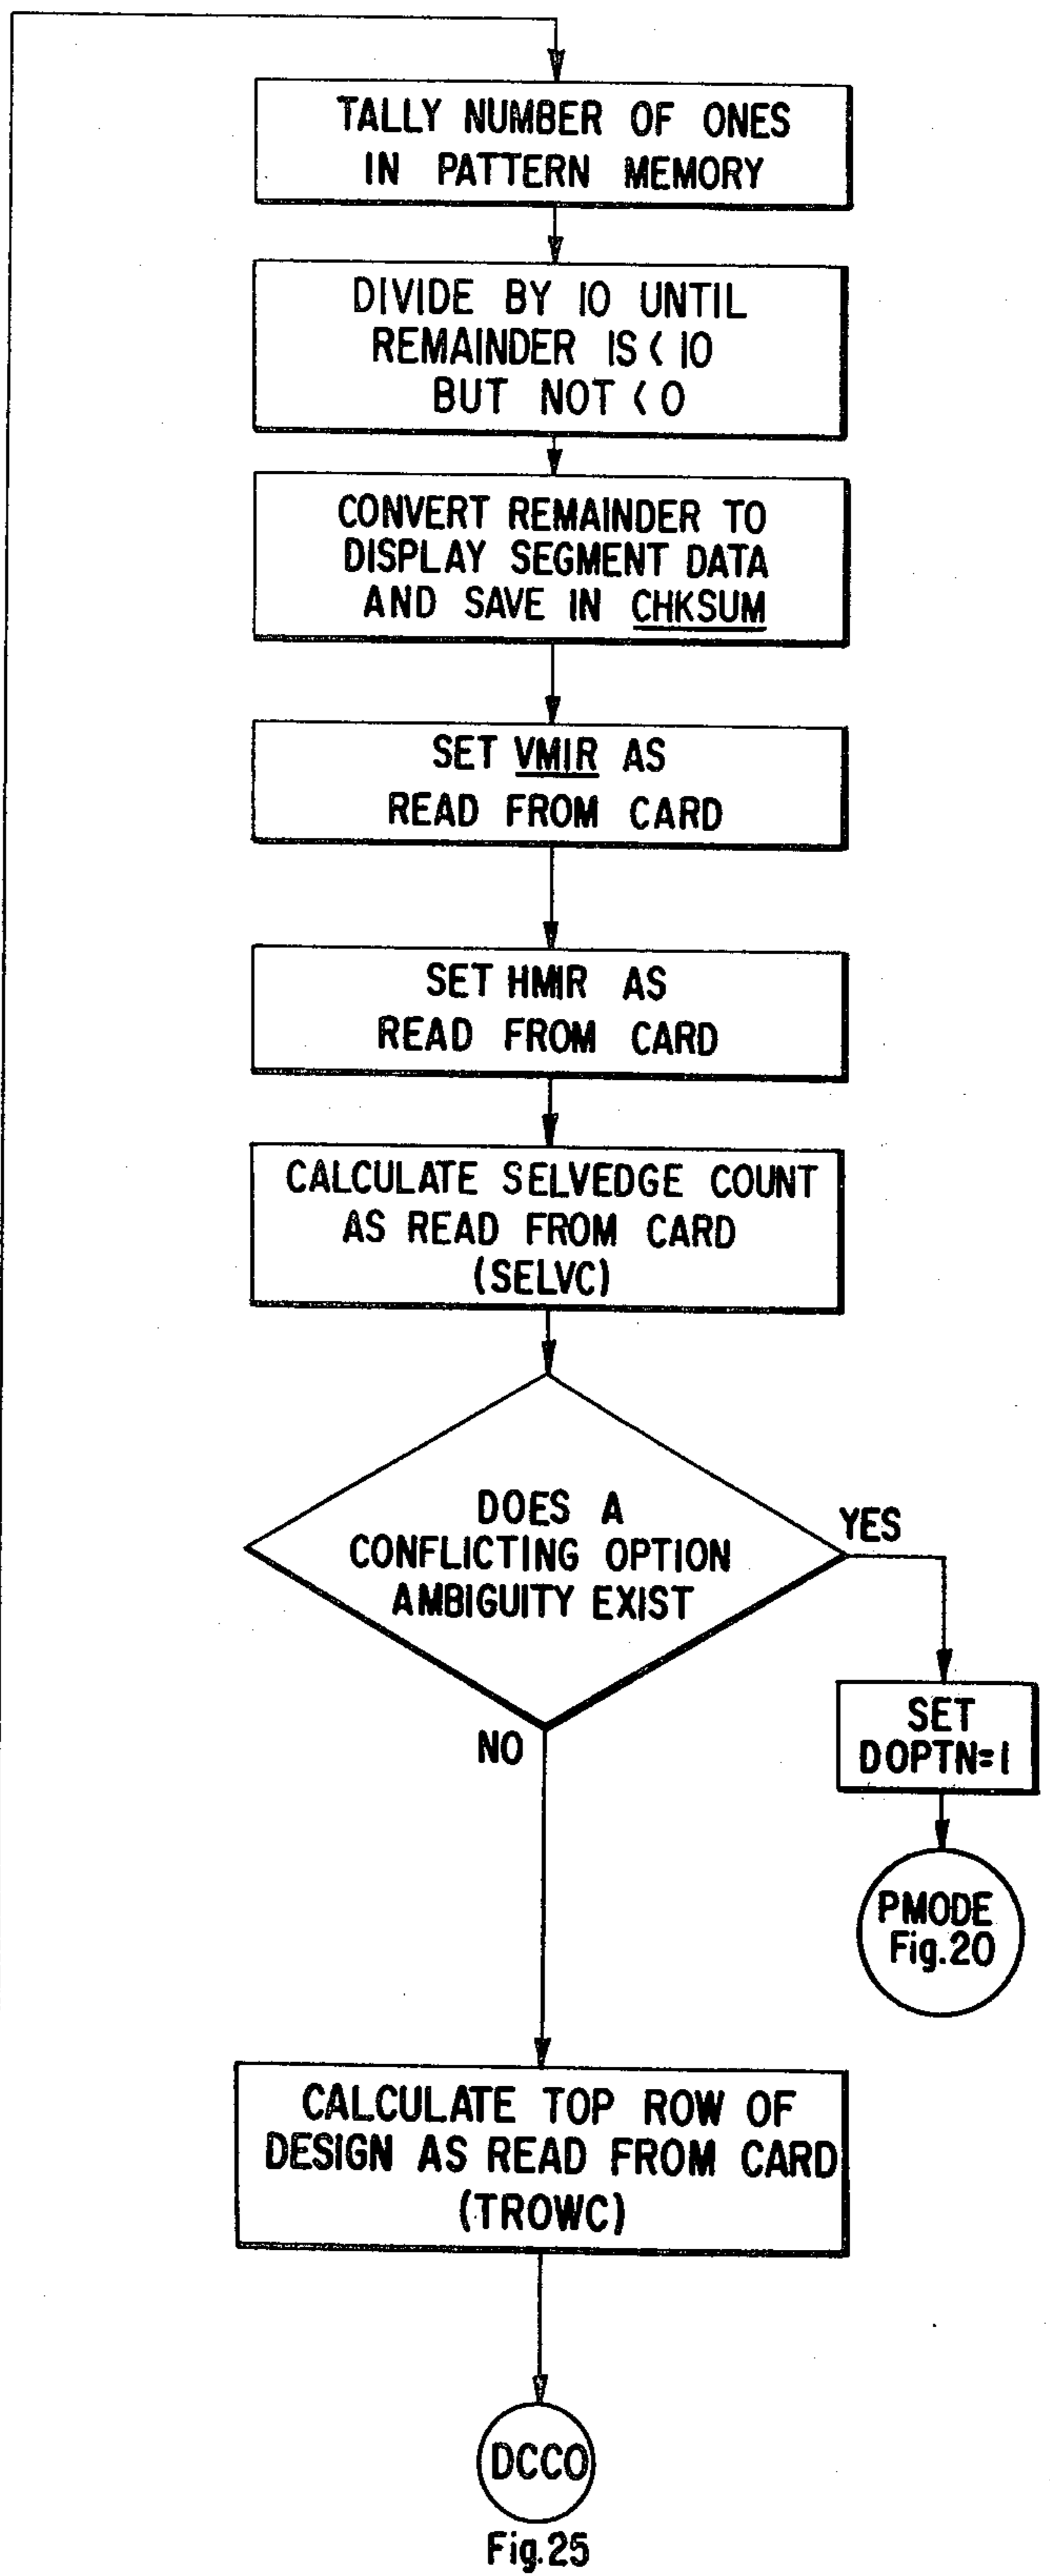 TALLY NUMBER OF ONES
IN PATTERN MEMORY
DIVIDE BY 10 UNTIL
REMAINDER IS < 10
BUT NOT < 0
CONVERT REMAINDER TO
DISPLAY SEGMENT DATA
AND SAVE IN CHKSUM
SET VMIR AS
READ FROM CARD
SET HMIR AS
READ FROM CARD
CALCULATE SELVEDGE COUNT
AS READ FROM CARD
(SELVC)
DOES A
CONFLICTING OPTION
AMBIGUITY EXIST
YES
NO
SET
DOPTN=1
PMODE
Fig.20
CALCULATE TOP ROW OF
DESIGN AS READ FROM CARD
(TROWC)
DCCO
Fig.25